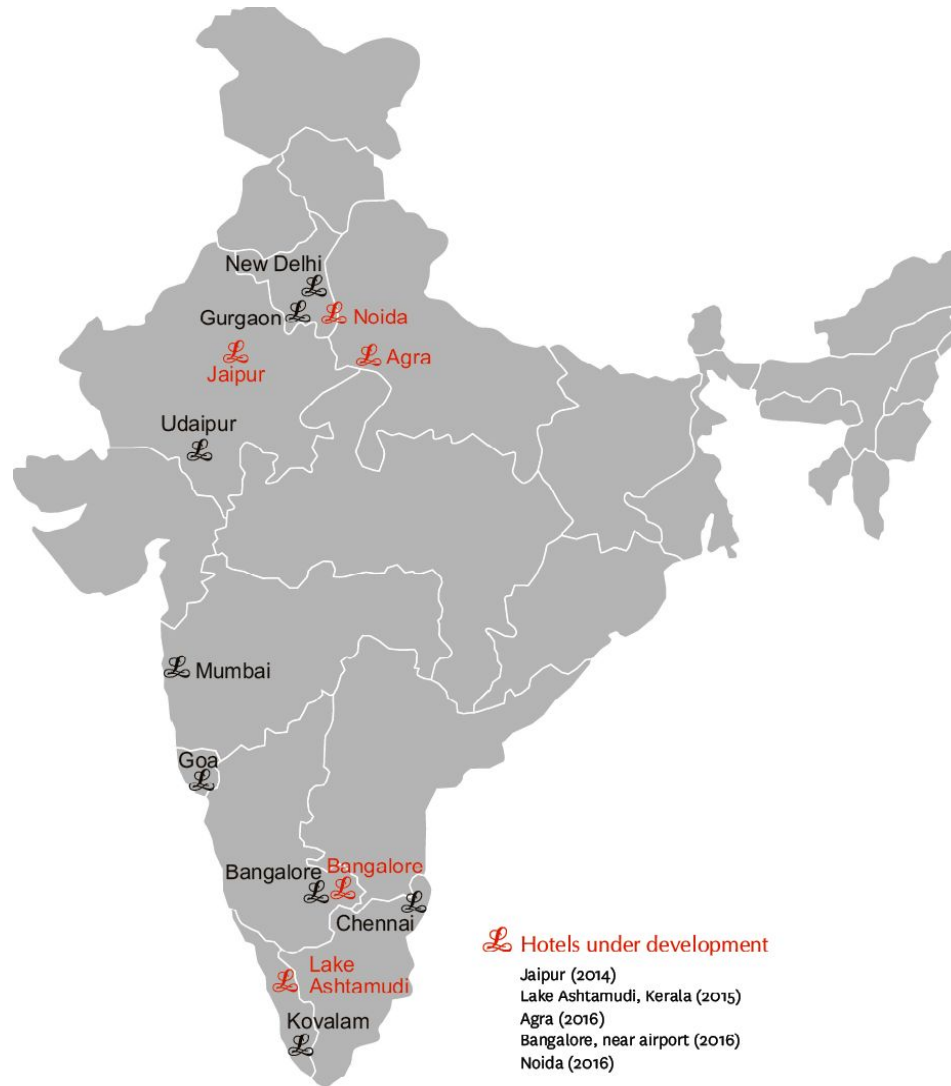 New Delhi
Gurgaon
Noida
Jaipur
Agra
Udaipur
Mumbai
Goa
Bangalore
Bangalore
Chennai
Lake
Ashtamudi
Kovalam
Hotels under development
Jaipur (2014)
Lake Ashtamudi, Kerala (2015)
Agra (2016)
Bangalore, near airport (2016)
Noida (2016)